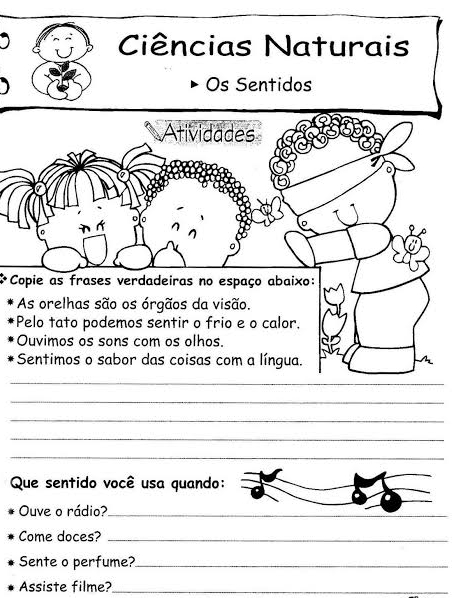 Ciências Naturais
▸ Os Sentidos
Atividades
❖ Copie as frases verdadeiras no espaço abaixo:
* As orelhas são os órgãos da visão.
* Pelo tato podemos sentir o frio e o calor.
* Ouvimos os sons com os olhos.
* Sentimos o sabor das coisas com a língua.
Que sentido você usa quando:
* Ouve o rádio?
* Come doces?
* Sente o perfume?
* Assiste filme?